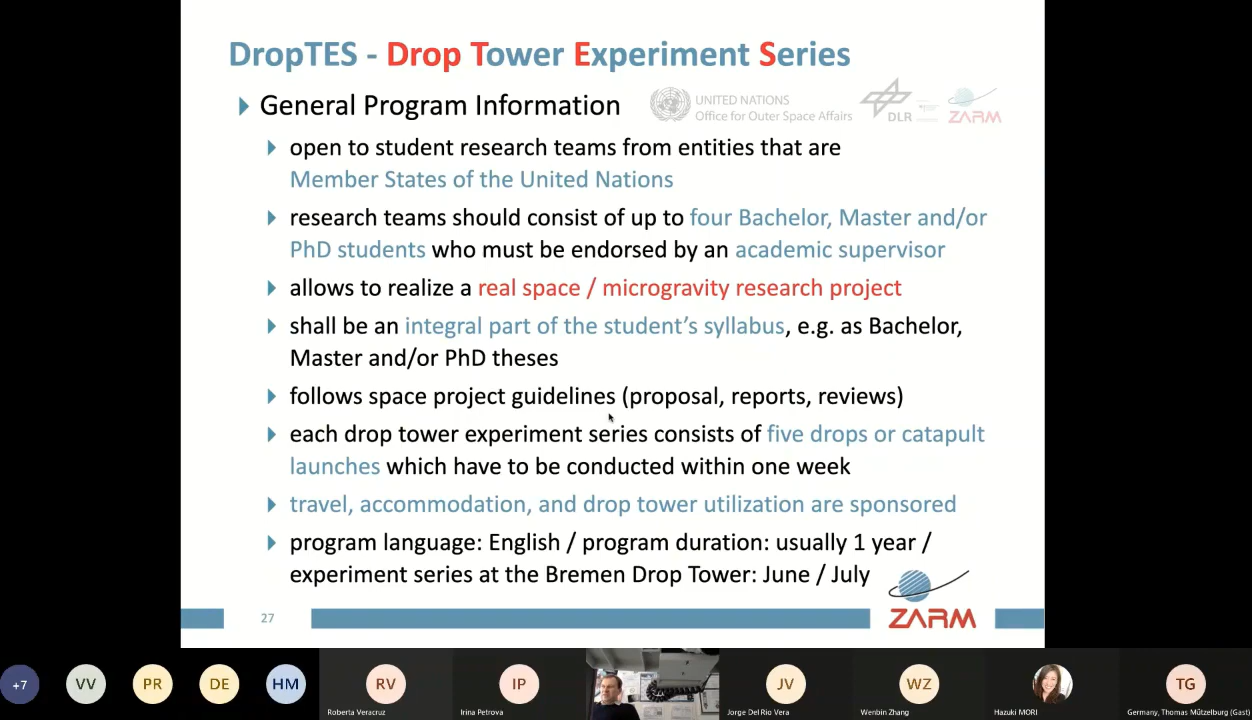 DropTES - Drop Tower Experiment Series
General Program Information
UNITED NATIONS
Office for Outer Space Affairs
DLR
ZARM
open to student research teams from entities that are
Member States of the United Nations
research teams should consist of up to four Bachelor, Master and/or
PhD students who must be endorsed by an academic supervisor
allows to realize a real space / microgravity research project
shall be an integral part of the student’s syllabus, e.g. as Bachelor,
Master and/or PhD theses
follows space project guidelines (proposal, reports, reviews)
each drop tower experiment series consists of five drops or catapult
launches which have to be conducted within one week
travel, accommodation, and drop tower utilization are sponsored
program language: English / program duration: usually 1 year /
experiment series at the Bremen Drop Tower: June / July
27
ZARM
+7
VV
PR
DE
HM
RV
IP
JV
WZ
TG
Roberta Veracruz
Irina Petrova
Jorge Del Rio Vera
Wenbin Zhang
Hazuki MORI
Germany, Thomas Mützelburg (Gast)